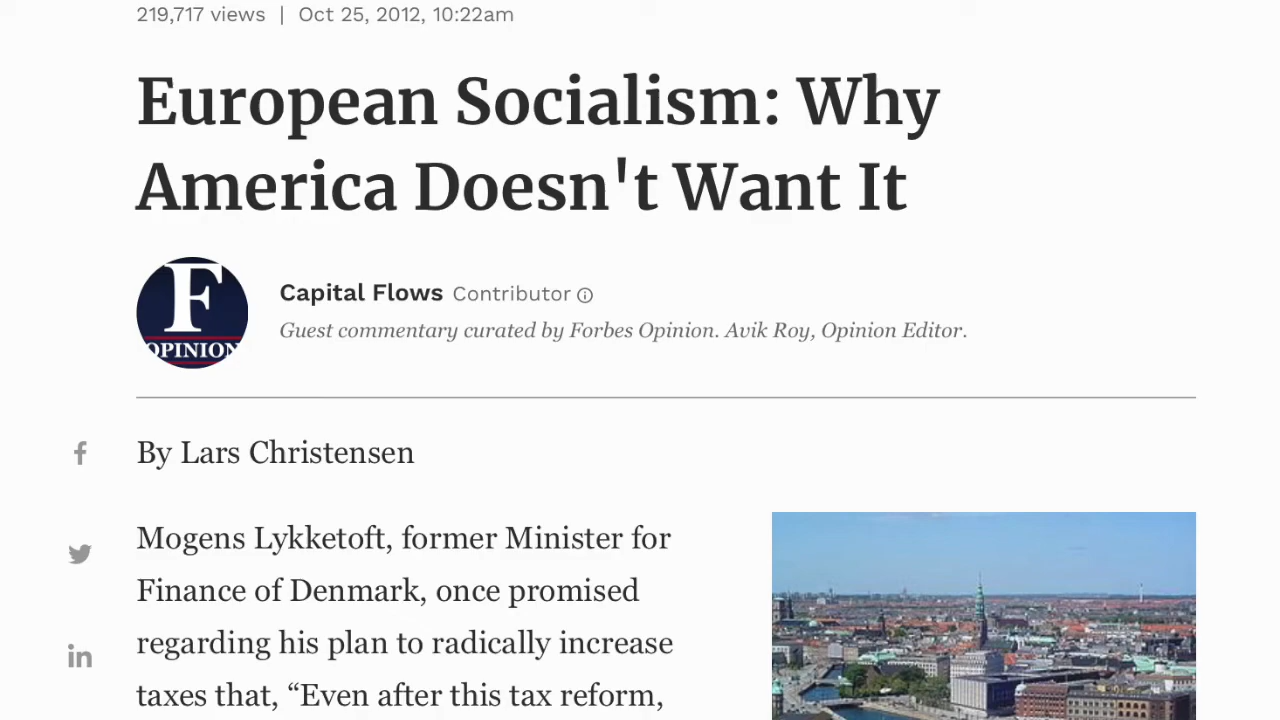 219,717 views | Oct 25, 2012, 10:22am
European Socialism: Why
America Doesn't Want It
F
OPINION
Capital Flows Contributor
Guest commentary curated by Forbes Opinion. Avik Roy, Opinion Editor.
By Lars Christensen
Mogens Lykketoft, former Minister for
Finance of Denmark, once promised
regarding his plan to radically increase
taxes that, “Even after this tax reform,